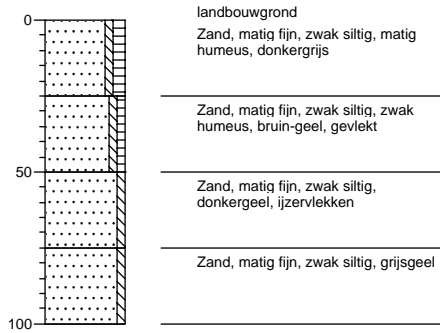 0
landbouwgrond
Zand, matig fijn, zwak siltig, matig
humeus, donkergrijs
Zand, matig fijn, zwak siltig, zwak
humeus, bruin-geel, gevlekt
50
Zand, matig fijn, zwak siltig,
donkergeel, ijzervlekken
Zand, matig fijn, zwak siltig, grijsgeel
100